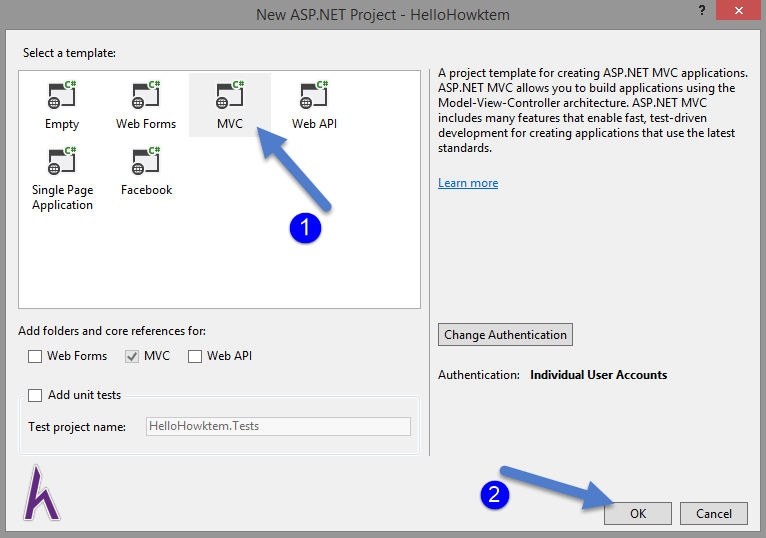 New ASP.NET Project - HelloHowktem
?
x
Select a template:
C# C# C# C#
Empty Web Forms MVC Web API
C# C#
Single Page Facebook
Application
1
A project template for creating ASP.NET MVC applications.
ASP.NET MVC allows you to build applications using the
Model-View-Controller architecture. ASP.NET MVC
includes many features that enable fast, test-driven
development for creating applications that use the latest
standards.
Learn more
Add folders and core references for:
Web Forms MVC Web API
Add unit tests
Test project name: HelloHowktem.Tests
Change Authentication
Authentication: Individual User Accounts
2
OK Cancel